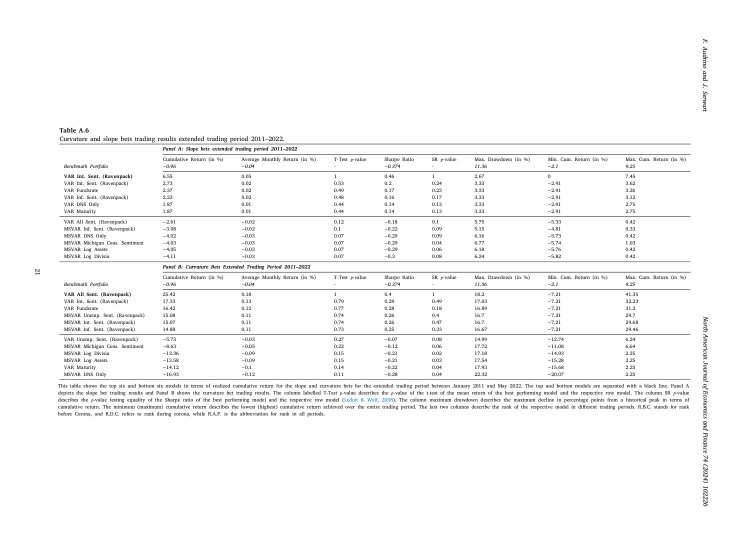 F. Audrino and J. Serwart
Table A.6
Curvature and slope bets trading results extended trading period 2011–2022.
Panel A: Slope bets extended trading period 2011–2022
Cumulative Return (in %) Average Monthly Return (in %) T-Test p-value Sharpe Ratio SR p-value Max. Drawdown (in %) Min. Cum. Return (in %) Max. Cum. Return (in %)
Benchmark Portfolio −0.96 −0.04 - −0.374 - 11.36 −2.1 9.25
VAR Int. Sent. (Ravenpack) 6.55 0.05 1 0.46 1 2.67 0 7.45
VAR Inf. Sent. (Ravenpack) 2.73 0.02 0.53 0.2 0.24 3.33 −2.91 3.62
VAR Fundsrate 2.37 0.02 0.49 0.17 0.23 3.33 −2.91 3.26
VAR Inf. Sent. (Ravenpack) 2.23 0.02 0.48 0.16 0.17 3.33 −2.91 3.12
VAR DNS Only 1.87 0.01 0.44 0.14 0.13 3.33 −2.91 2.75
VAR Maturity 1.87 0.01 0.44 0.14 0.13 3.33 −2.91 2.75
VAR All Sent. (Ravenpack) −2.61 −0.02 0.12 −0.18 0.1 5.75 −5.33 0.42
MSVAR Inf. Sent. (Ravenpack) −3.08 −0.02 0.1 −0.22 0.09 5.15 −4.81 0.33
MSVAR DNS Only −4.02 −0.03 0.07 −0.29 0.09 6.16 −5.73 0.42
MSVAR Michigan Cons. Sentiment −4.03 −0.03 0.07 −0.29 0.04 6.77 −5.74 1.03
MSVAR Log Assets −4.05 −0.03 0.07 −0.29 0.06 6.18 −5.76 0.42
MSVAR Log Divisia −4.11 −0.03 0.07 −0.3 0.08 6.24 −5.82 0.42
Panel B: Curvature Bets Extended Trading Period 2011–2022
Cumulative Return (in %) Average Monthly Return (in %) T-Test p-value Sharpe Ratio SR p-value Max. Drawdown (in %) Min. Cum. Return (in %) Max. Cum. Return (in %)
Benchmark Portfolio −0.96 −0.04 - −0.374 - 11.36 −2.1 9.25
VAR All Sent. (Ravenpack) 25.42 0.18 1 0.4 1 18.2 −7.21 41.35
VAR Int. Sent. (Ravenpack) 17.33 0.13 0.79 0.29 0.49 17.03 −7.21 32.23
VAR Fundsrate 16.42 0.12 0.77 0.28 0.18 16.89 −7.21 31.2
MSVAR Unemp. Sent. (Ravenpack) 15.08 0.11 0.74 0.26 0.4 16.7 −7.21 29.7
MSVAR Int. Sent. (Ravenpack) 15.07 0.11 0.74 0.26 0.47 16.7 −7.21 29.68
MSVAR Inf. Sent. (Ravenpack) 14.88 0.11 0.73 0.25 0.33 16.67 −7.21 29.46
VAR Unemp. Sent. (Ravenpack) −5.73 −0.03 0.27 −0.07 0.08 14.99 −12.74 6.24
MSVAR Michigan Cons. Sentiment −8.63 −0.05 0.22 −0.12 0.06 17.72 −11.08 6.64
MSVAR Log Divisia −13.36 −0.09 0.15 −0.21 0.02 17.18 −14.93 2.25
MSVAR Log Assets −13.58 −0.09 0.15 −0.21 0.03 17.54 −15.28 2.25
VAR Maturity −14.12 −0.1 0.14 −0.22 0.04 17.93 −15.68 2.25
MSVAR DNS Only −16.93 −0.12 0.11 −0.28 0.04 22.32 −20.07 2.25
This table shows the top six and bottom six models in terms of realized cumulative return for the slope and curvature bets for the extended trading period between January 2011 and May 2022. The top and bottom models are separated with a black line. Panel A
depicts the slope bet trading results and Panel B shows the curvature bet trading results. The column labelled T-Test p-value describes the p-value of the t-test of the mean return of the best performing model and the respective row model. The column SR p-value
describes the p-value testing equality of the Sharpe ratio of the best performing model and the respective row model (Ledoit & Wolf, 2008). The column maximum drawdown describes the maximum decline in percentage points from a historical peak in terms of
cumulative return. The minimum (maximum) cumulative return describes the lowest (highest) cumulative return achieved over the entire trading period. The last two columns describe the rank of the respective model in different trading periods. R.B.C. stands for rank
before Corona, and R.D.C. refers to rank during corona, while R.A.P. is the abbreviation for rank in all periods.
21
North American Journal of Economics and Finance 74 (2024) 102226